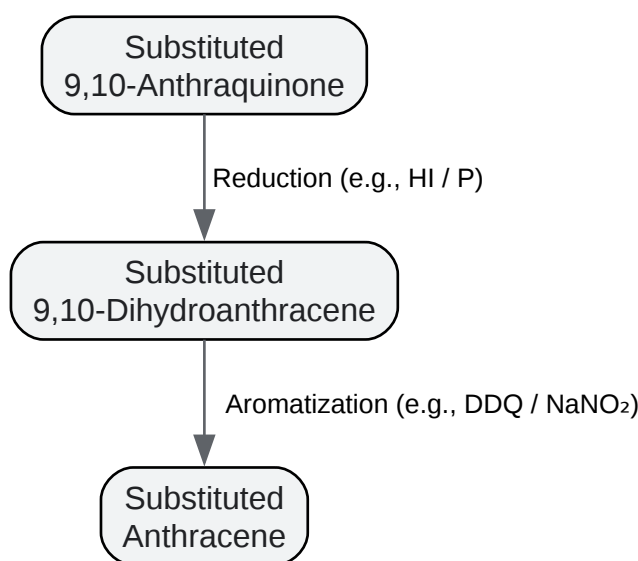 Substituted
9,10-Anthraquinone
Reduction (e.g., HI / P)
Substituted
9,10-Dihydroanthracene
Aromatization (e.g., DDQ / NaNO₂)
Substituted
Anthracene